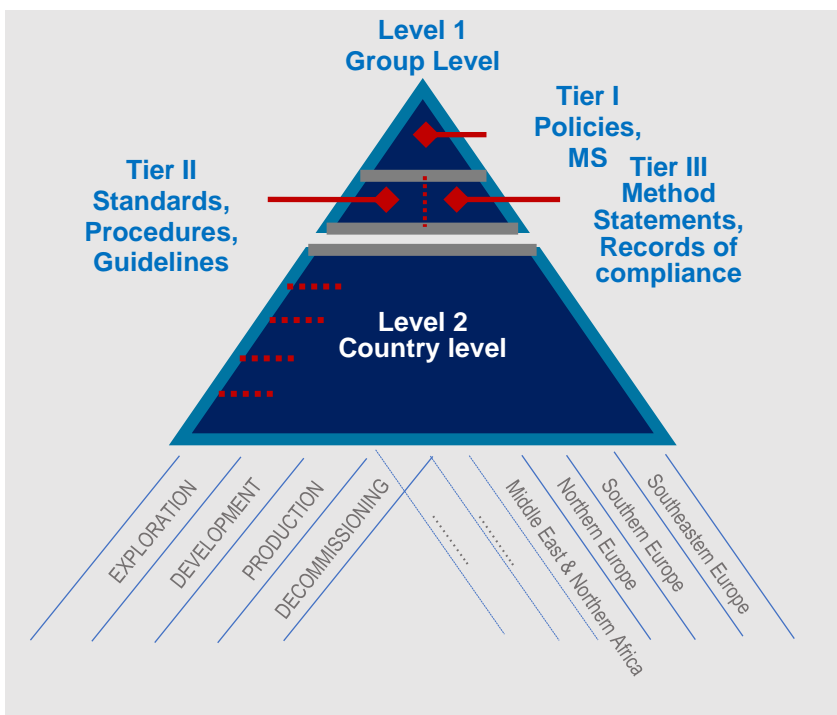 Level 1
Group Level
Tier I
Policies,
MS
Tier II
Standards,
Procedures,
Guidelines
Tier III
Method
Statements,
Records of
compliance
Level 2
Country level
EXPLORATION
DEVELOPMENT
PRODUCTION
DECOMMISSIONING
..........
..........
Middle East & Northern Africa
Northern Europe
Southern Europe
Southeastern Europe